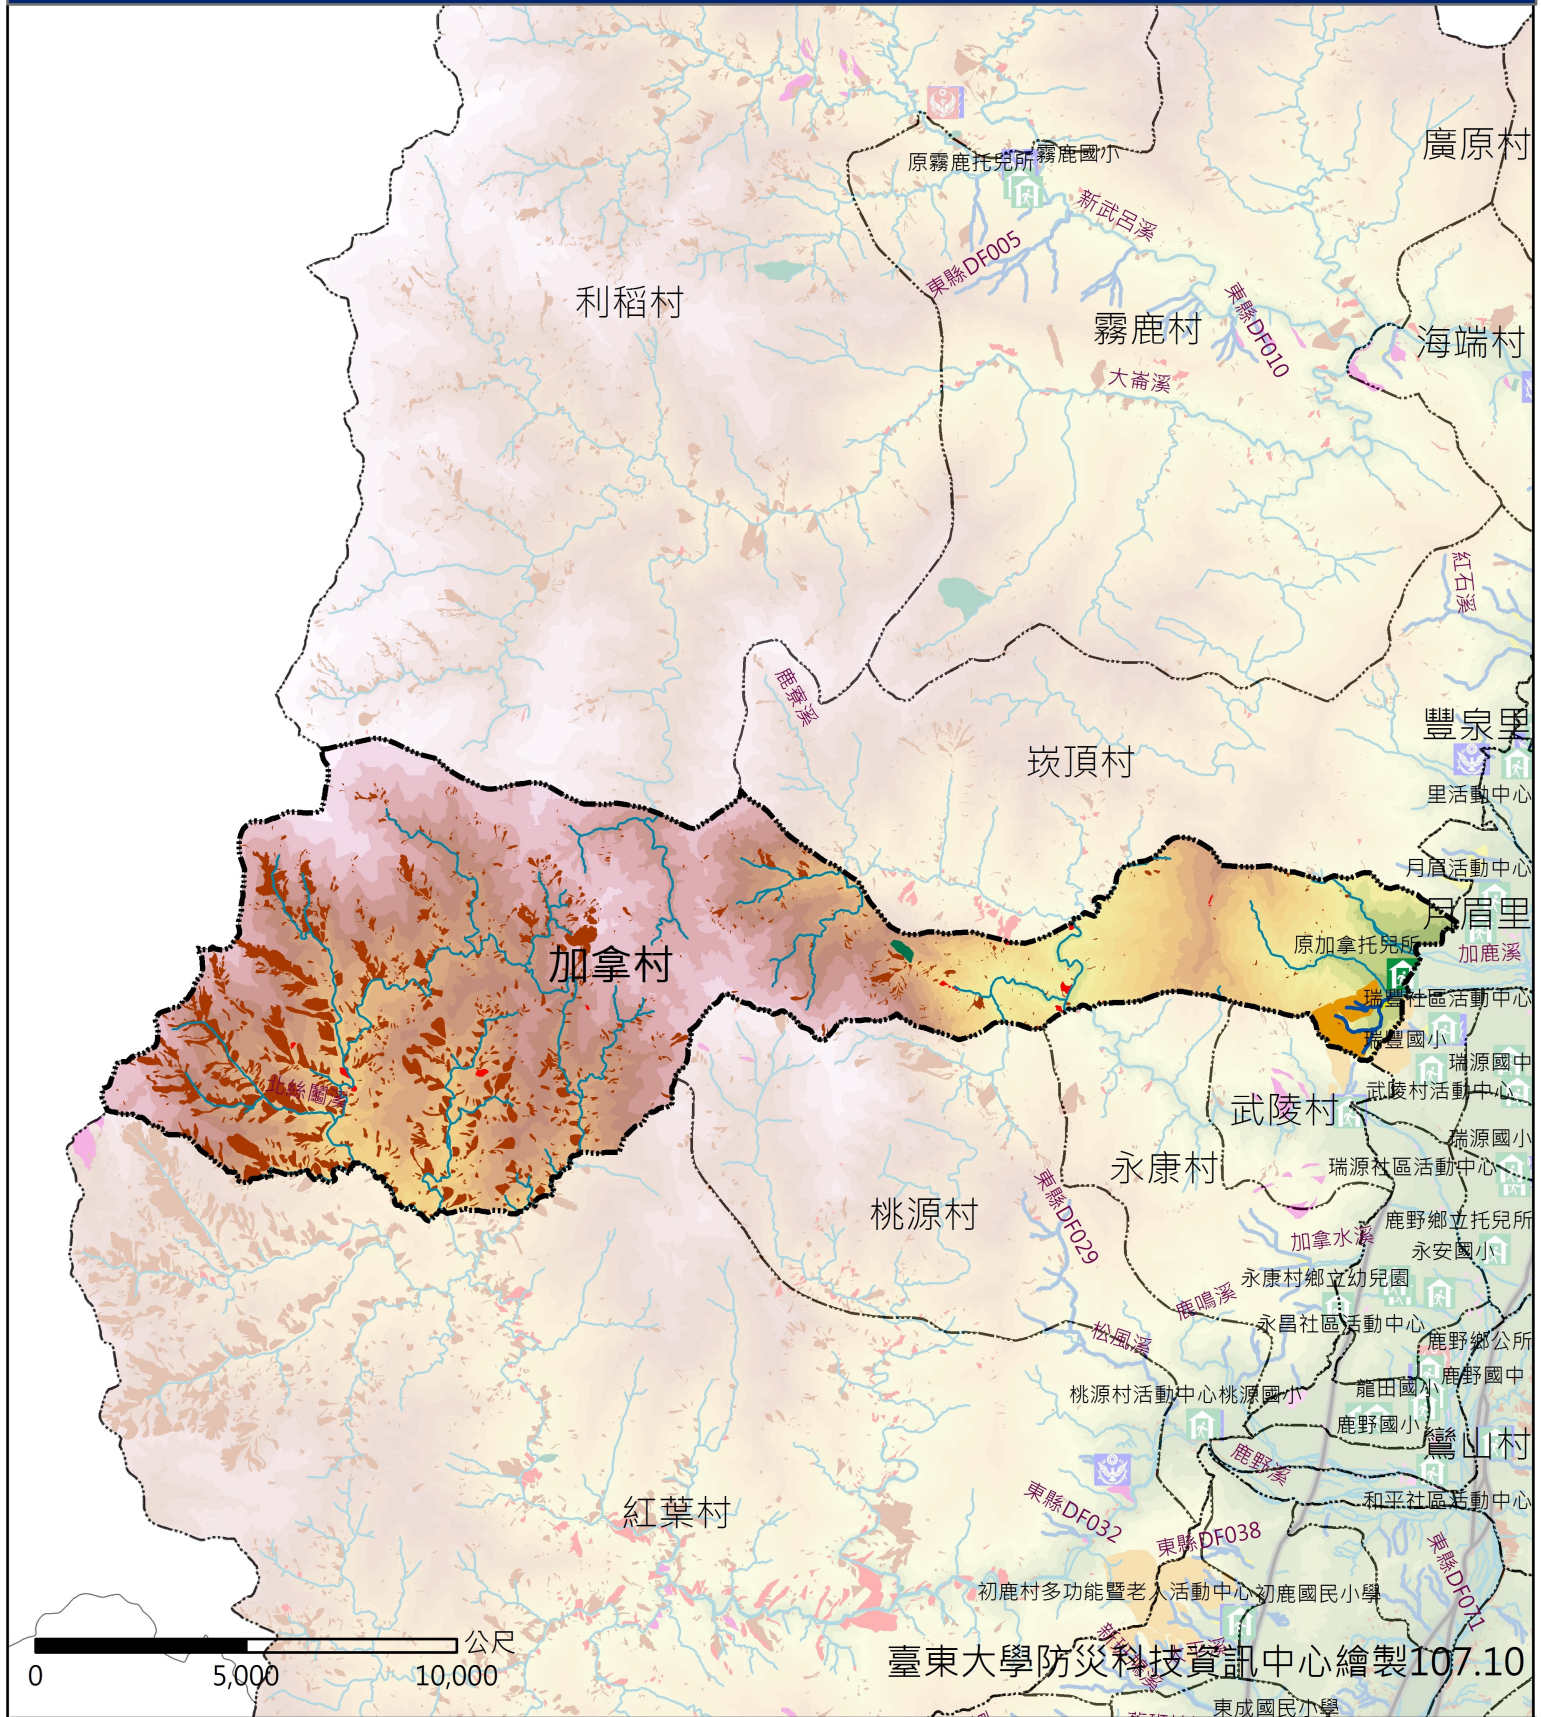 廣原村
原霧鹿托兒所
霧鹿國小
新武呂溪
東縣DF005
利稻村
霧鹿村
東縣DF010
海端村
大崙溪
紅石溪
鹿寮溪
豐泉里
崁頂村
里活動中心
月眉活動中心
月眉里
原加拿托兒所
加鹿溪
加拿村
瑞豐社區活動中心
瑞豐國小
瑞源國中
北絲鬮溪
武陵村活動中心
武陵村
瑞源國小
永康村
瑞源社區活動中心
東縣DF029
桃源村
鹿野鄉立托兒所
加拿水溪
永安國小
永康村鄉立幼兒園
鹿鳴溪
永昌社區活動中心
松風溪
鹿野鄉公所
鹿野國中
龍田國小
桃源村活動中心
桃源國小
鹿野國小
鸞山村
鹿野溪
和平社區活動中心
紅葉村
東縣DF032
東縣DF038
東縣DF071
初鹿村多功能暨老人活動中心
初鹿國民小學
公尺
0
5,000
10,000
臺東大學防災科技資訊中心繪製107.10
東成國民小學